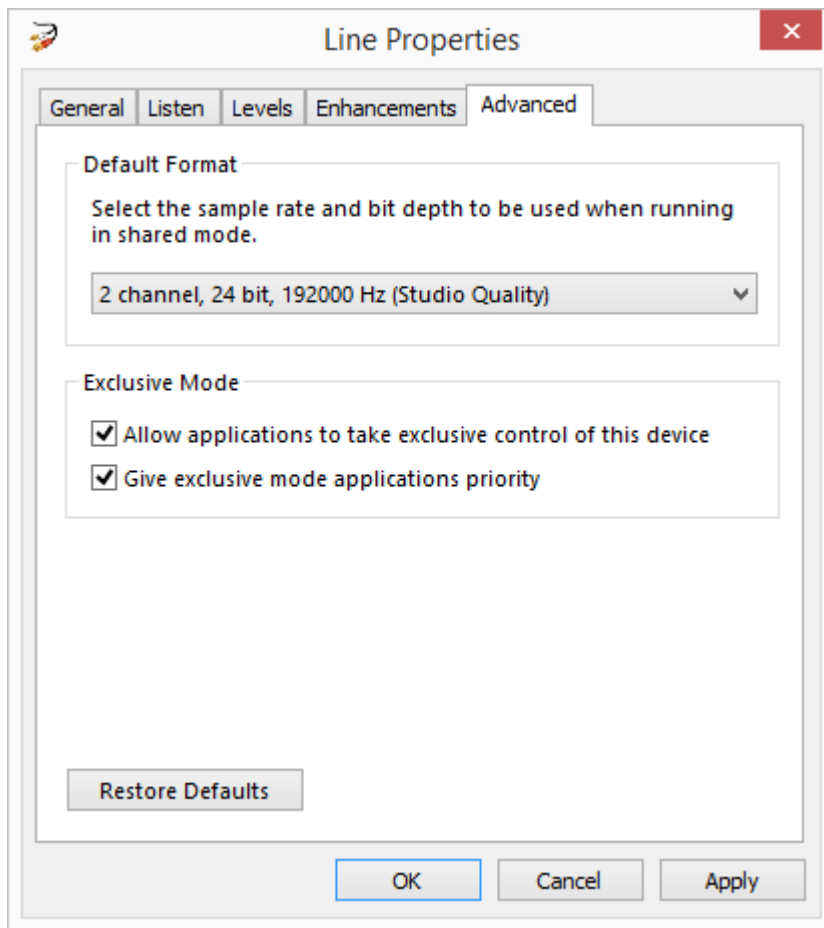 Line Properties
General
Listen
Levels
Enhancements
Advanced
Default Format
Select the sample rate and bit depth to be used when running
in shared mode.
2 channel, 24 bit, 192000 Hz (Studio Quality)
Exclusive Mode
Allow applications to take exclusive control of this device
Give exclusive mode applications priority
Restore Defaults
OK
Cancel
Apply